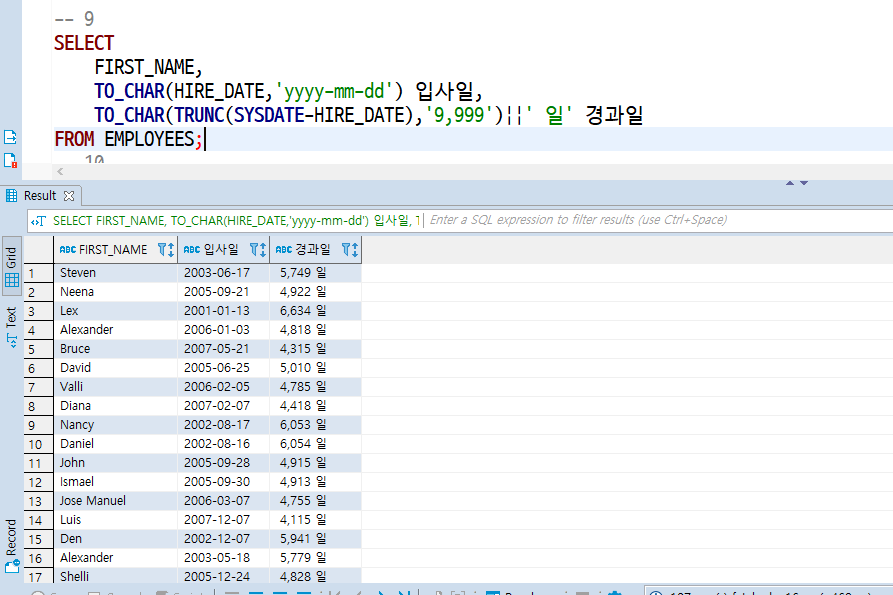 -- 9
SELECT
FIRST_NAME,
TO_CHAR(HIRE_DATE,'yyyy-mm-dd') 입사일,
TO_CHAR(TRUNC(SYSDATE-HIRE_DATE),'9,999')||' 일' 경과일
FROM EMPLOYEES;
10
Result
SELECT FIRST_NAME, TO_CHAR(HIRE_DATE,'yyyy-mm-dd') 입사일, T
Enter a SQL expression to filter results (use Ctrl+Space)
Grid
Text
Record
ABC FIRST_NAME ABC 입사일 ABC 경과일
1 Steven 2003-06-17 5,749 일
2 Neena 2005-09-21 4,922 일
3 Lex 2001-01-13 6,634 일
4 Alexander 2006-01-03 4,818 일
5 Bruce 2007-05-21 4,315 일
6 David 2005-06-25 5,010 일
7 Valli 2006-02-05 4,785 일
8 Diana 2007-02-07 4,418 일
9 Nancy 2002-08-17 6,053 일
10 Daniel 2002-08-16 6,054 일
11 John 2005-09-28 4,915 일
12 Ismael 2005-09-30 4,913 일
13 Jose Manuel 2006-03-07 4,755 일
14 Luis 2007-12-07 4,115 일
15 Den 2002-12-07 5,941 일
16 Alexander 2003-05-18 5,779 일
17 Shelli 2005-12-24 4,828 일